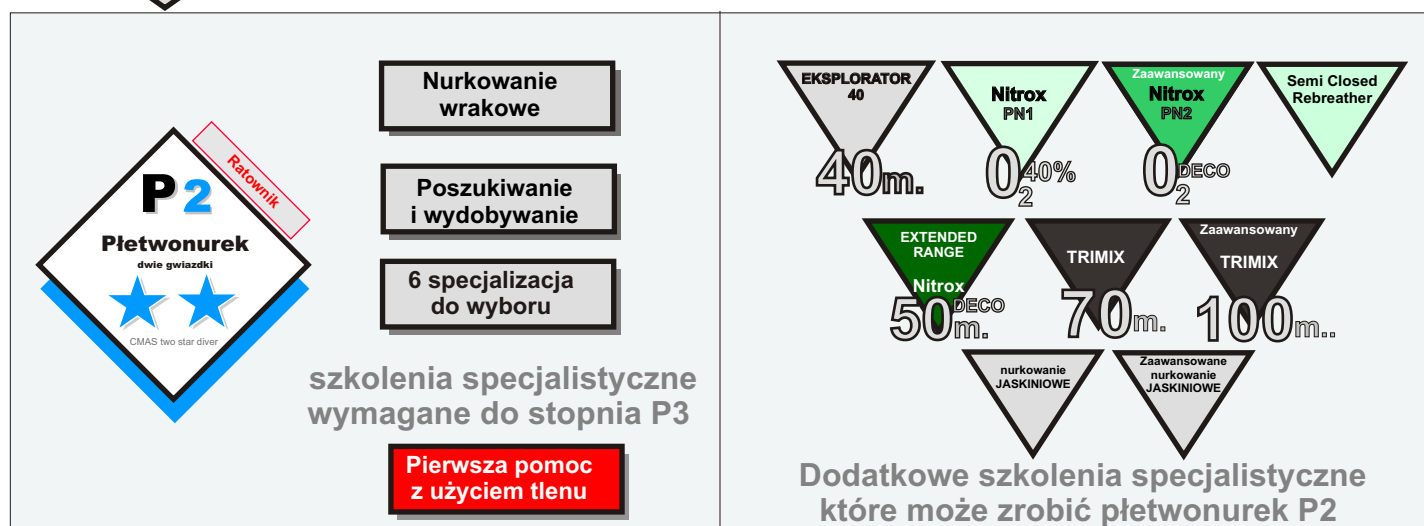 Ratownik
P2
Płetwonurek
dwie gwiazdki
CMAS two star diver
Nurkowanie
wrakowe
Poszukiwanie
i wydobywanie
6 specjalizacja
do wyboru
szkolenia specjalistyczne
wymagane do stopnia P3
Pierwsza pomoc
z użyciem tlenu
EKSPLORATOR
40
40m.
Nitrox
PN1
02 40%
Zaawansowany
Nitrox
PN2
02 DECO
Semi Closed
Rebreather
EXTENDED
RANGE
Nitrox
DECO
50m.
TRIMIX
70m.
Zaawansowany
TRIMIX
100m..
nurkowanie
JASKINIOWE
Zaawansowane
nurkowanie
JASKINIOWE
Dodatkowe szkolenia specjalistyczne
które może zrobić płetwonurek P2